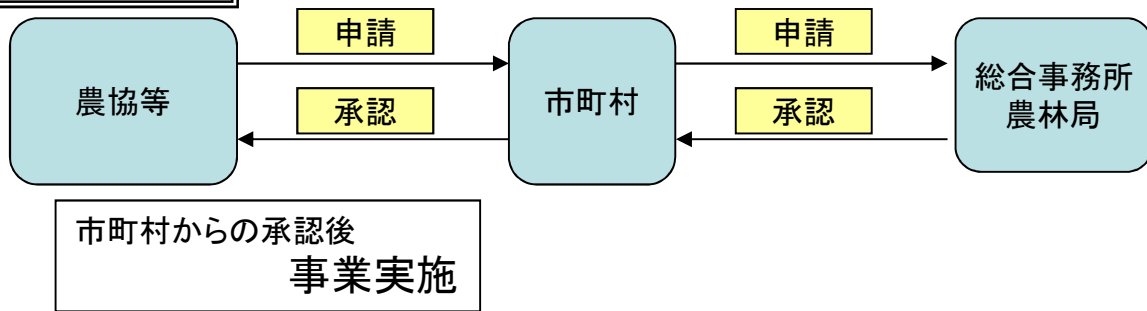 申請
申請
農協等
市町村
総合事務所
農林局
承認
承認
市町村からの承認後
事業実施